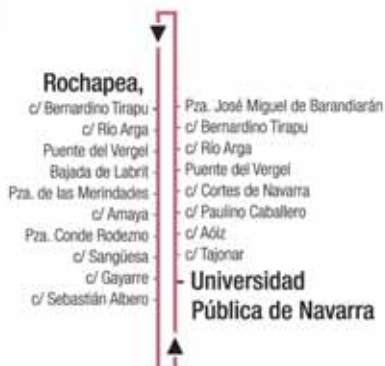 Rochapea,
c/ Bernardino Tirapu
c/ Río Arga
Puente del Vergel
Bajada de Labrit
Pza. de las Merindades
c/ Amaya
Pza. Conde Rodezno
c/ Sangüesa
c/ Gayarre
c/ Sebastián Albero
Pza. José Miguel de Barandiarán
c/ Bernardino Tirapu
c/ Río Arga
Puente del Vergel
c/ Cortes de Navarra
c/ Paulino Caballero
c/ Aóiz
c/ Tajonar
Universidad
Pública de Navarra